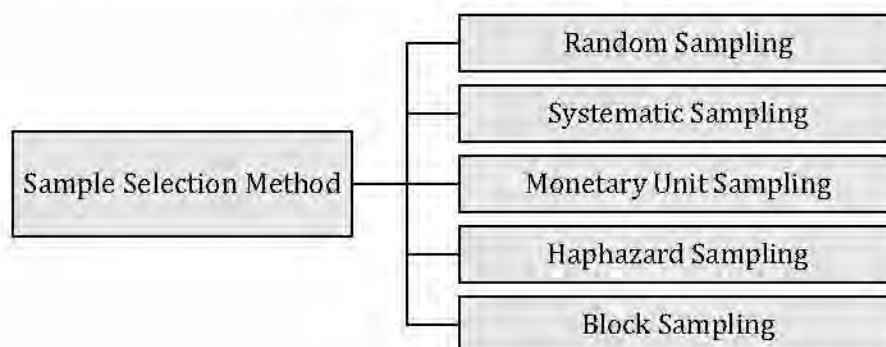 Sample Selection Method
Random Sampling
Systematic Sampling
Monetary Unit Sampling
Haphazard Sampling
Block Sampling